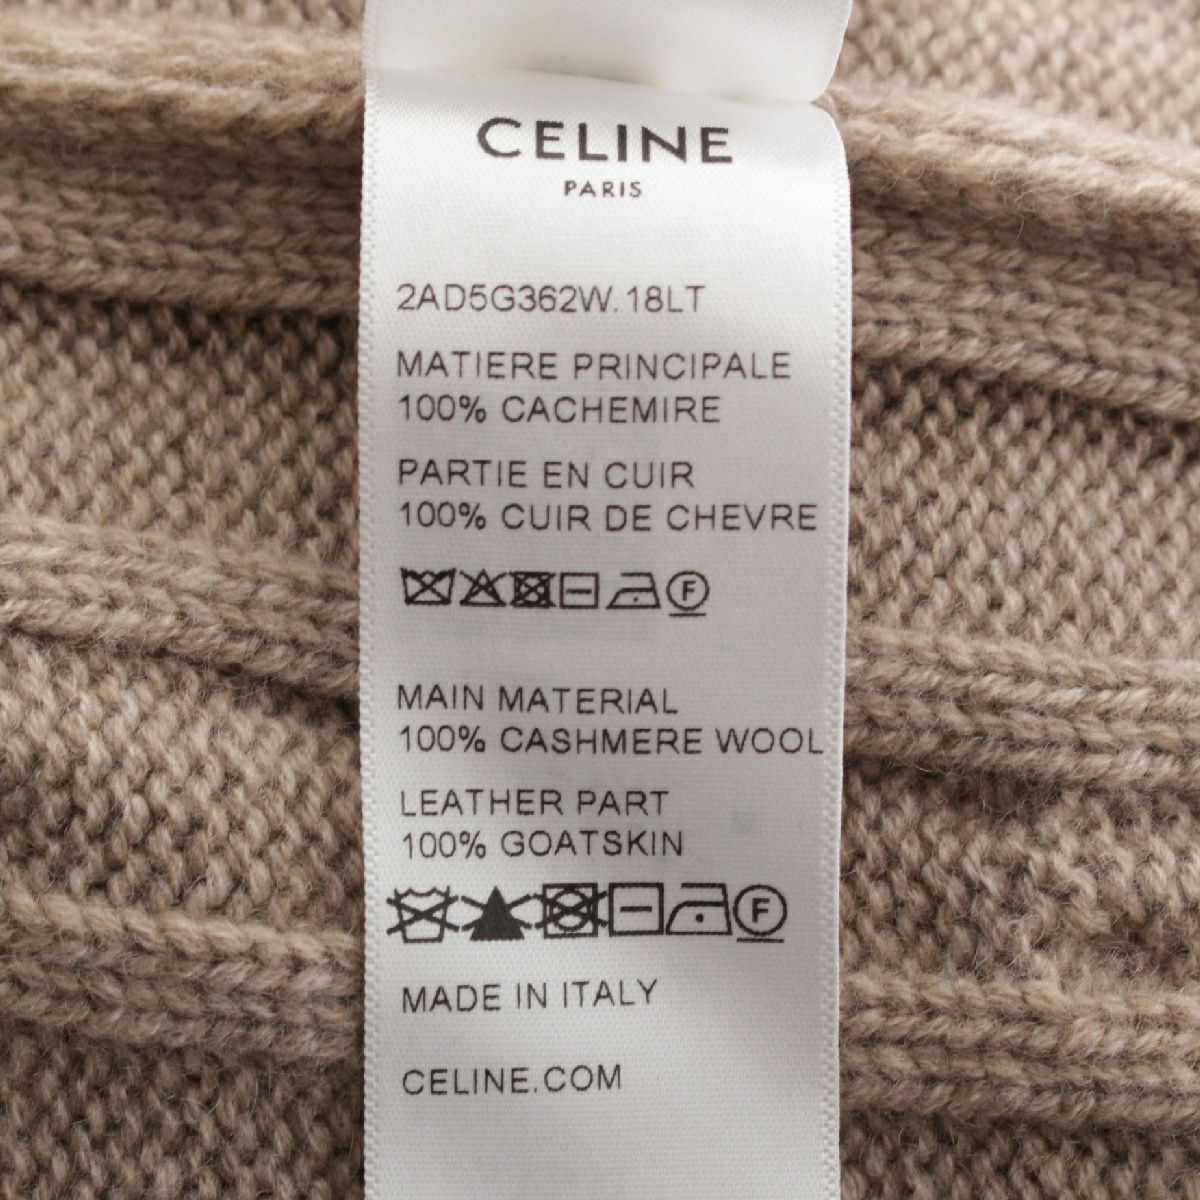 CELINE
PARIS
2AD5G362W.18LT
MATIERE PRINCIPALE
100% CACHEMIRE
PARTIE EN CUIR
100% CUIR DE CHEVRE
F
MAIN MATERIAL
100% CASHMERE WOOL
LEATHER PART
100% GOATSKIN
F
MADE IN ITALY
CELINE.COM